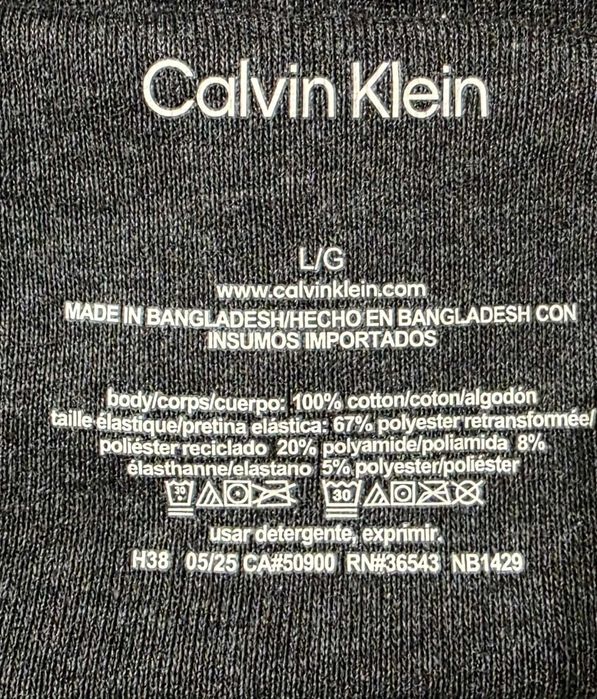 Calvin Klein
L/G
www.calvinklein.com
MADE IN BANGLADESH/HECHO EN BANGLADESH CON
INSUMOS IMPORTADOS
body/corps/cuerpo: 100% cotton/coton/algodón
taille élastique/pretina elástica: 67% polyester retransformée/
poliéster reciclado 20% polyamide/poliamida 8%
élasthanne/elastano 5% polyester/poliéster
30 30
usar detergente, exprimir.
H38 05/25 CA#50900 RN#36543 NB1429